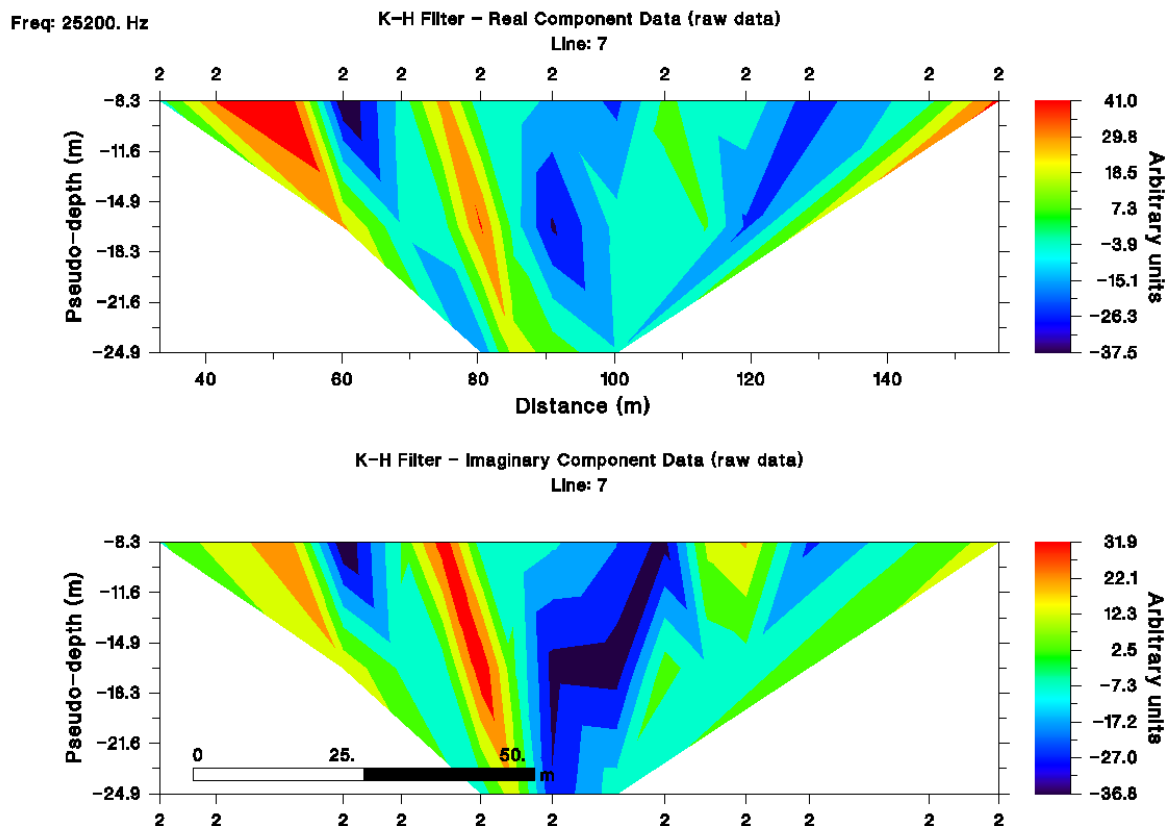 Freq: 25200. Hz
K-H Filter - Real Component Data (raw data)
Line: 7
2 2 2 2 2 2 2 2 2 2 2
Pseudo-depth (m)
-8.3
-11.6
-14.9
-18.3
-21.6
-24.9
40 60 80 100 120 140
Distance (m)
41.0
29.8
18.5
7.3
-3.9
-15.1
-26.3
-37.5
Arbitrary units
K-H Filter - Imaginary Component Data (raw data)
Line: 7
Pseudo-depth (m)
-8.3
-11.6
-14.9
-18.3
-21.6
-24.9
0 25. 50.
m
2 2 2 2 2 2 2 2 2 2 2
31.9
22.1
12.3
2.5
-7.3
-17.2
-27.0
-36.8
Arbitrary units